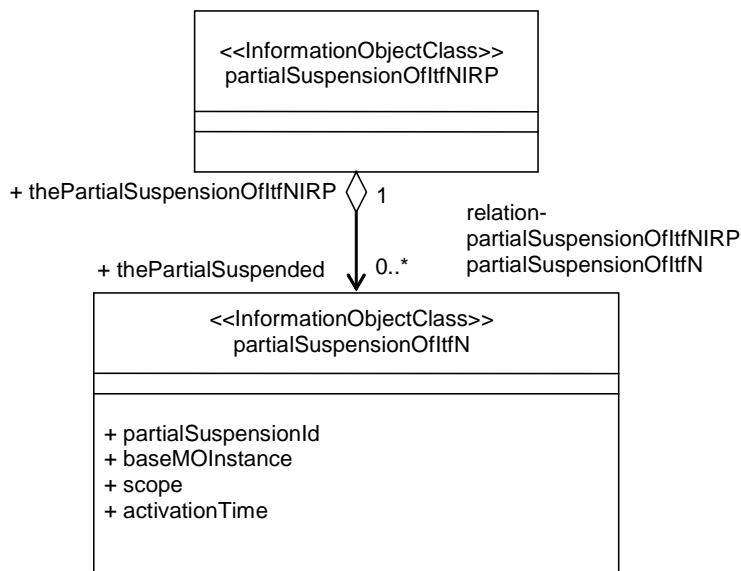 <<InformationObjectClass>>
partialSuspensionOfItfNIRP
+ thePartialSuspensionOfItfNIRP
1
relation-
partialSuspensionOfItfNIRP
partialSuspensionOfItfN
+ thePartialSuspended
0..*
<<InformationObjectClass>>
partialSuspensionOfItfN
+ partialSuspensionId
+ baseMOInstance
+ scope
+ activationTime